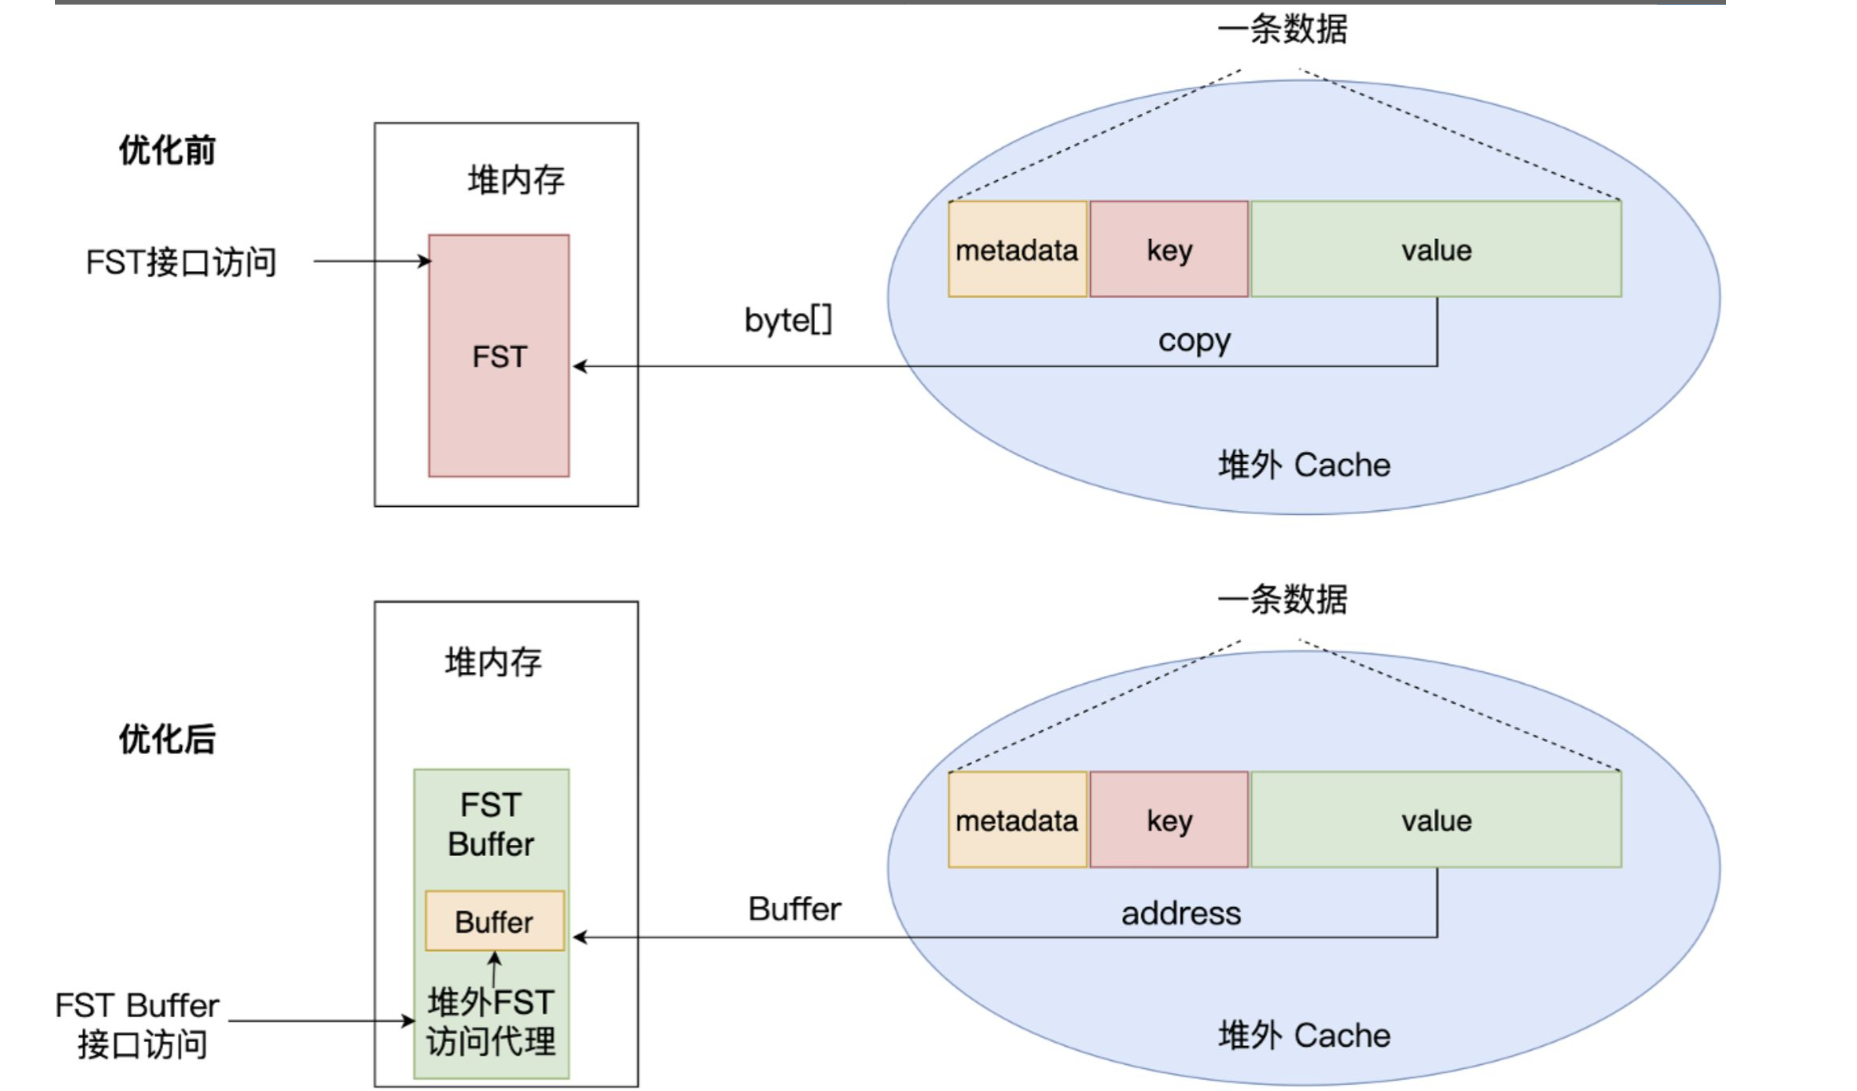 一条数据
优化前
堆内存
FST接口访问
metadata
key
value
byte[]
copy
FST
堆外 Cache
一条数据
堆内存
优化后
FST
Buffer
metadata
key
value
Buffer
Buffer
address
FST Buffer
接口访问
堆外FST
访问代理
堆外 Cache